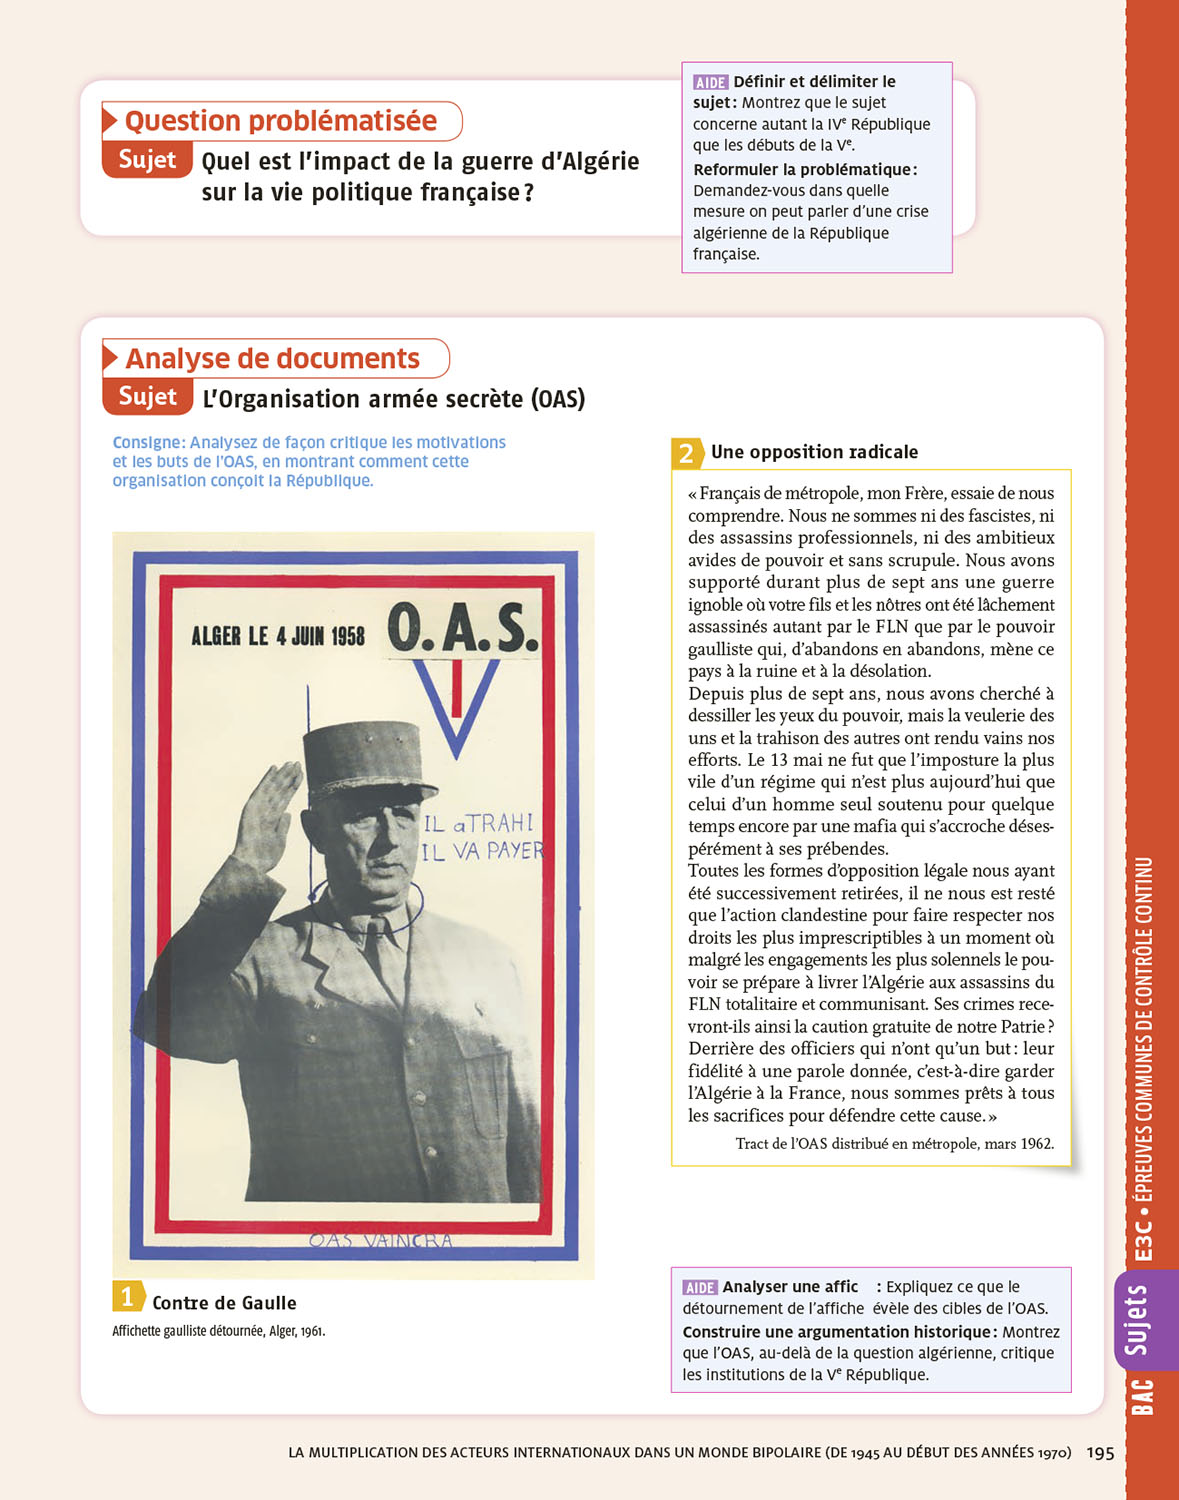 Question problématisée
Sujet
Quel est l'impact de la guerre d'Algérie
sur la vie politique française ?
AIDE Définir et délimiter le
sujet : Montrez que le sujet
concerne autant la IVe République
que les débuts de la Ve.
Reformuler la problématique :
Demandez-vous dans quelle
mesure on peut parler d'une crise
algérienne de la République
française.
Analyse de documents
Sujet
L'Organisation armée secrète (OAS)
Consigne : Analysez de façon critique les motivations
et les buts de l'OAS, en montrant comment cette
organisation conçoit la République.
ALGER LE 4 JUIN 1958
O.A.S.
IL aTRAHI
IL VA PAYER
OAS VAINCRA
1 Contre de Gaulle
Affichette gaulliste détournée, Alger, 1961.
2 Une opposition radicale
« Français de métropole, mon Frère, essaie de nous
comprendre. Nous ne sommes ni des fascistes, ni
des assassins professionnels, ni des ambitieux
avides de pouvoir et sans scrupule. Nous avons
supporté durant plus de sept ans une guerre
ignoble où votre fils et les nôtres ont été lâchement
assassinés autant par le FLN que par le pouvoir
gaulliste qui, d'abandons en abandons, mène ce
pays à la ruine et à la désolation.
Depuis plus de sept ans, nous avons cherché à
dessiller les yeux du pouvoir, mais la veulerie des
uns et la trahison des autres ont rendu vains nos
efforts. Le 13 mai ne fut que l'imposture la plus
vile d'un régime qui n'est plus aujourd'hui que
celui d'un homme seul soutenu pour quelque
temps encore par une mafia qui s'accroche déses-
pérément à ses prébendes.
Toutes les formes d'opposition légale nous ayant
été successivement retirées, il ne nous est resté
que l'action clandestine pour faire respecter nos
droits les plus imprescriptibles à un moment où
malgré les engagements les plus solennels le pou-
voir se prépare à livrer l'Algérie aux assassins du
FLN totalitaire et communisant. Ses crimes rece-
vront-ils ainsi la caution gratuite de notre Patrie ?
Derrière des officiers qui n'ont qu'un but : leur
fidélité à une parole donnée, c'est-à-dire garder
l'Algérie à la France, nous sommes prêts à tous
les sacrifices pour défendre cette cause. »
Tract de l'OAS distribué en métropole, mars 1962.
AIDE Analyser une affic : Expliquez ce que le
détournement de l'affiche évèle des cibles de l'OAS.
Construire une argumentation historique : Montrez
que l'OAS, au-delà de la question algérienne, critique
les institutions de la Ve République.
LA MULTIPLICATION DES ACTEURS INTERNATIONAUX DANS UN MONDE BIPOLAIRE (DE 1945 AU DÉBUT DES ANNÉES 1970) 195
BAC Sujets E3C • ÉPREUVES COMMUNES DE CONTRÔLE CONTINU